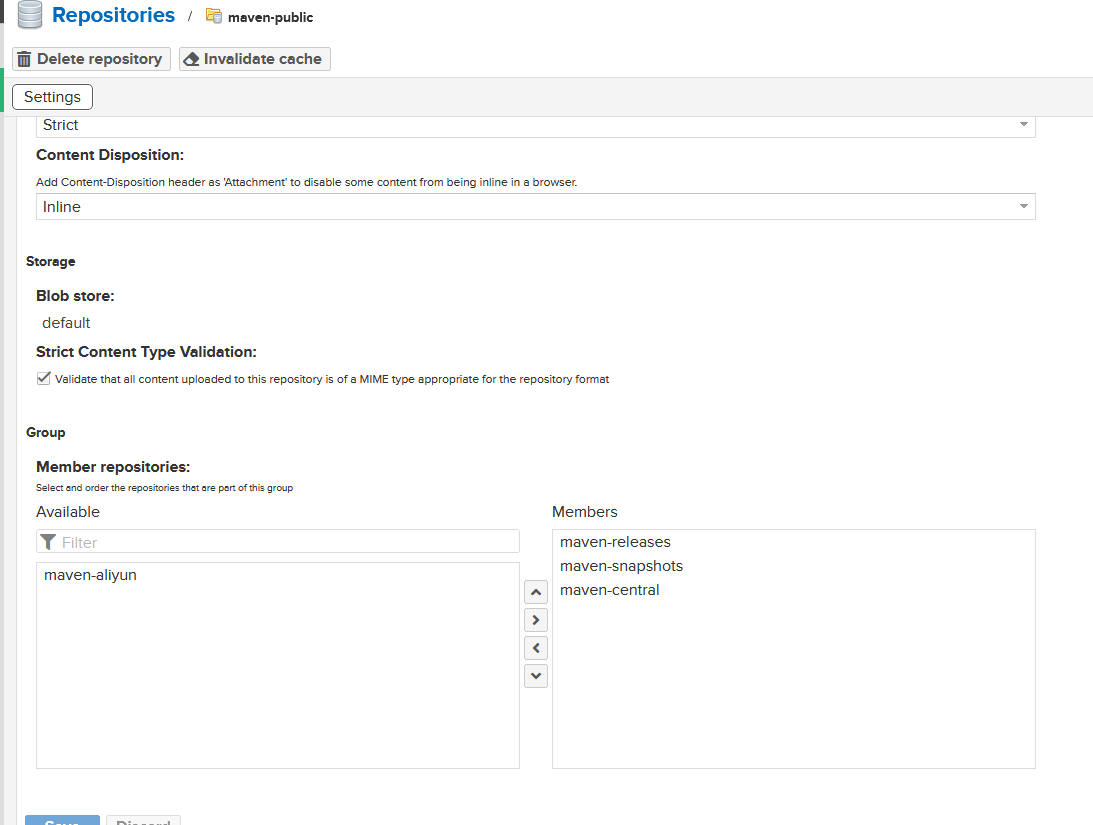 Repositories / maven-public
Delete repository Invalidate cache
Settings
Strict
Content Disposition:
Add Content-Disposition header as 'Attachment' to disable some content from being inline in a browser.
Inline
Storage
Blob store:
default
Strict Content Type Validation:
Validate that all content uploaded to this repository is of a MIME type appropriate for the repository format
Group
Member repositories:
Select and order the repositories that are part of this group
Available
Members
Filter
maven-aliyun
maven-releases
maven-snapshots
maven-central
Save Discard